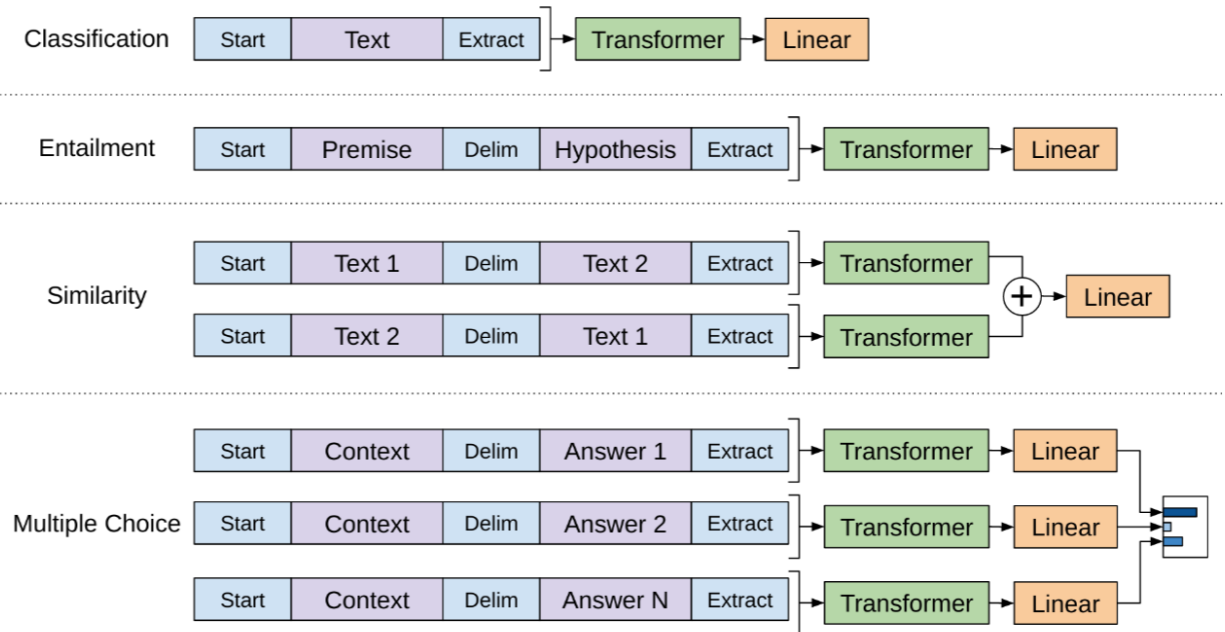 Classification Start Text Extract Transformer Linear
Entailment Start Premise Delim Hypothesis Extract Transformer Linear
Similarity
Start Text 1 Delim Text 2 Extract Transformer
+ Linear
Start Text 2 Delim Text 1 Extract Transformer
Multiple Choice
Start Context Delim Answer 1 Extract Transformer Linear
Start Context Delim Answer 2 Extract Transformer Linear
Start Context Delim Answer N Extract Transformer Linear